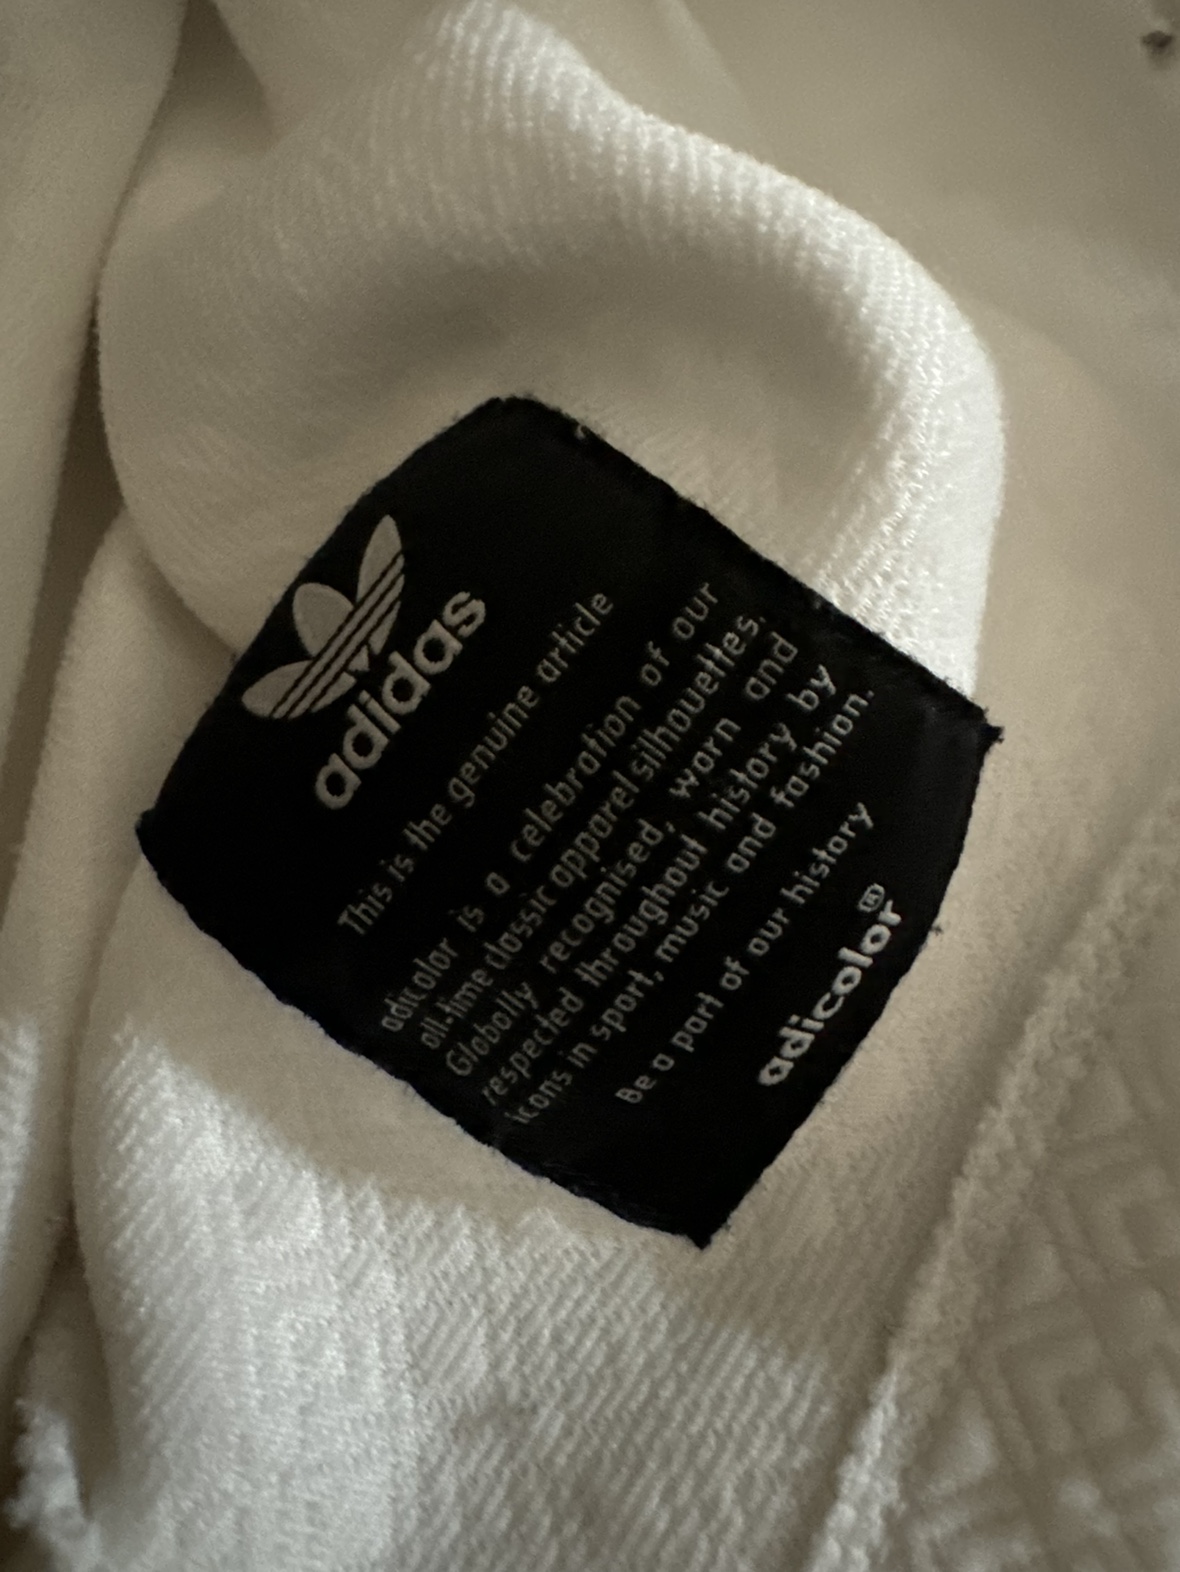 adidas
This is the genuine article
adicolor is a celebration of our
all-time classic apparel silhouettes.
Globally recognised, worn and
respected throughout history by
icons in sport, music and fashion.
Be a part of our history
adicolor®